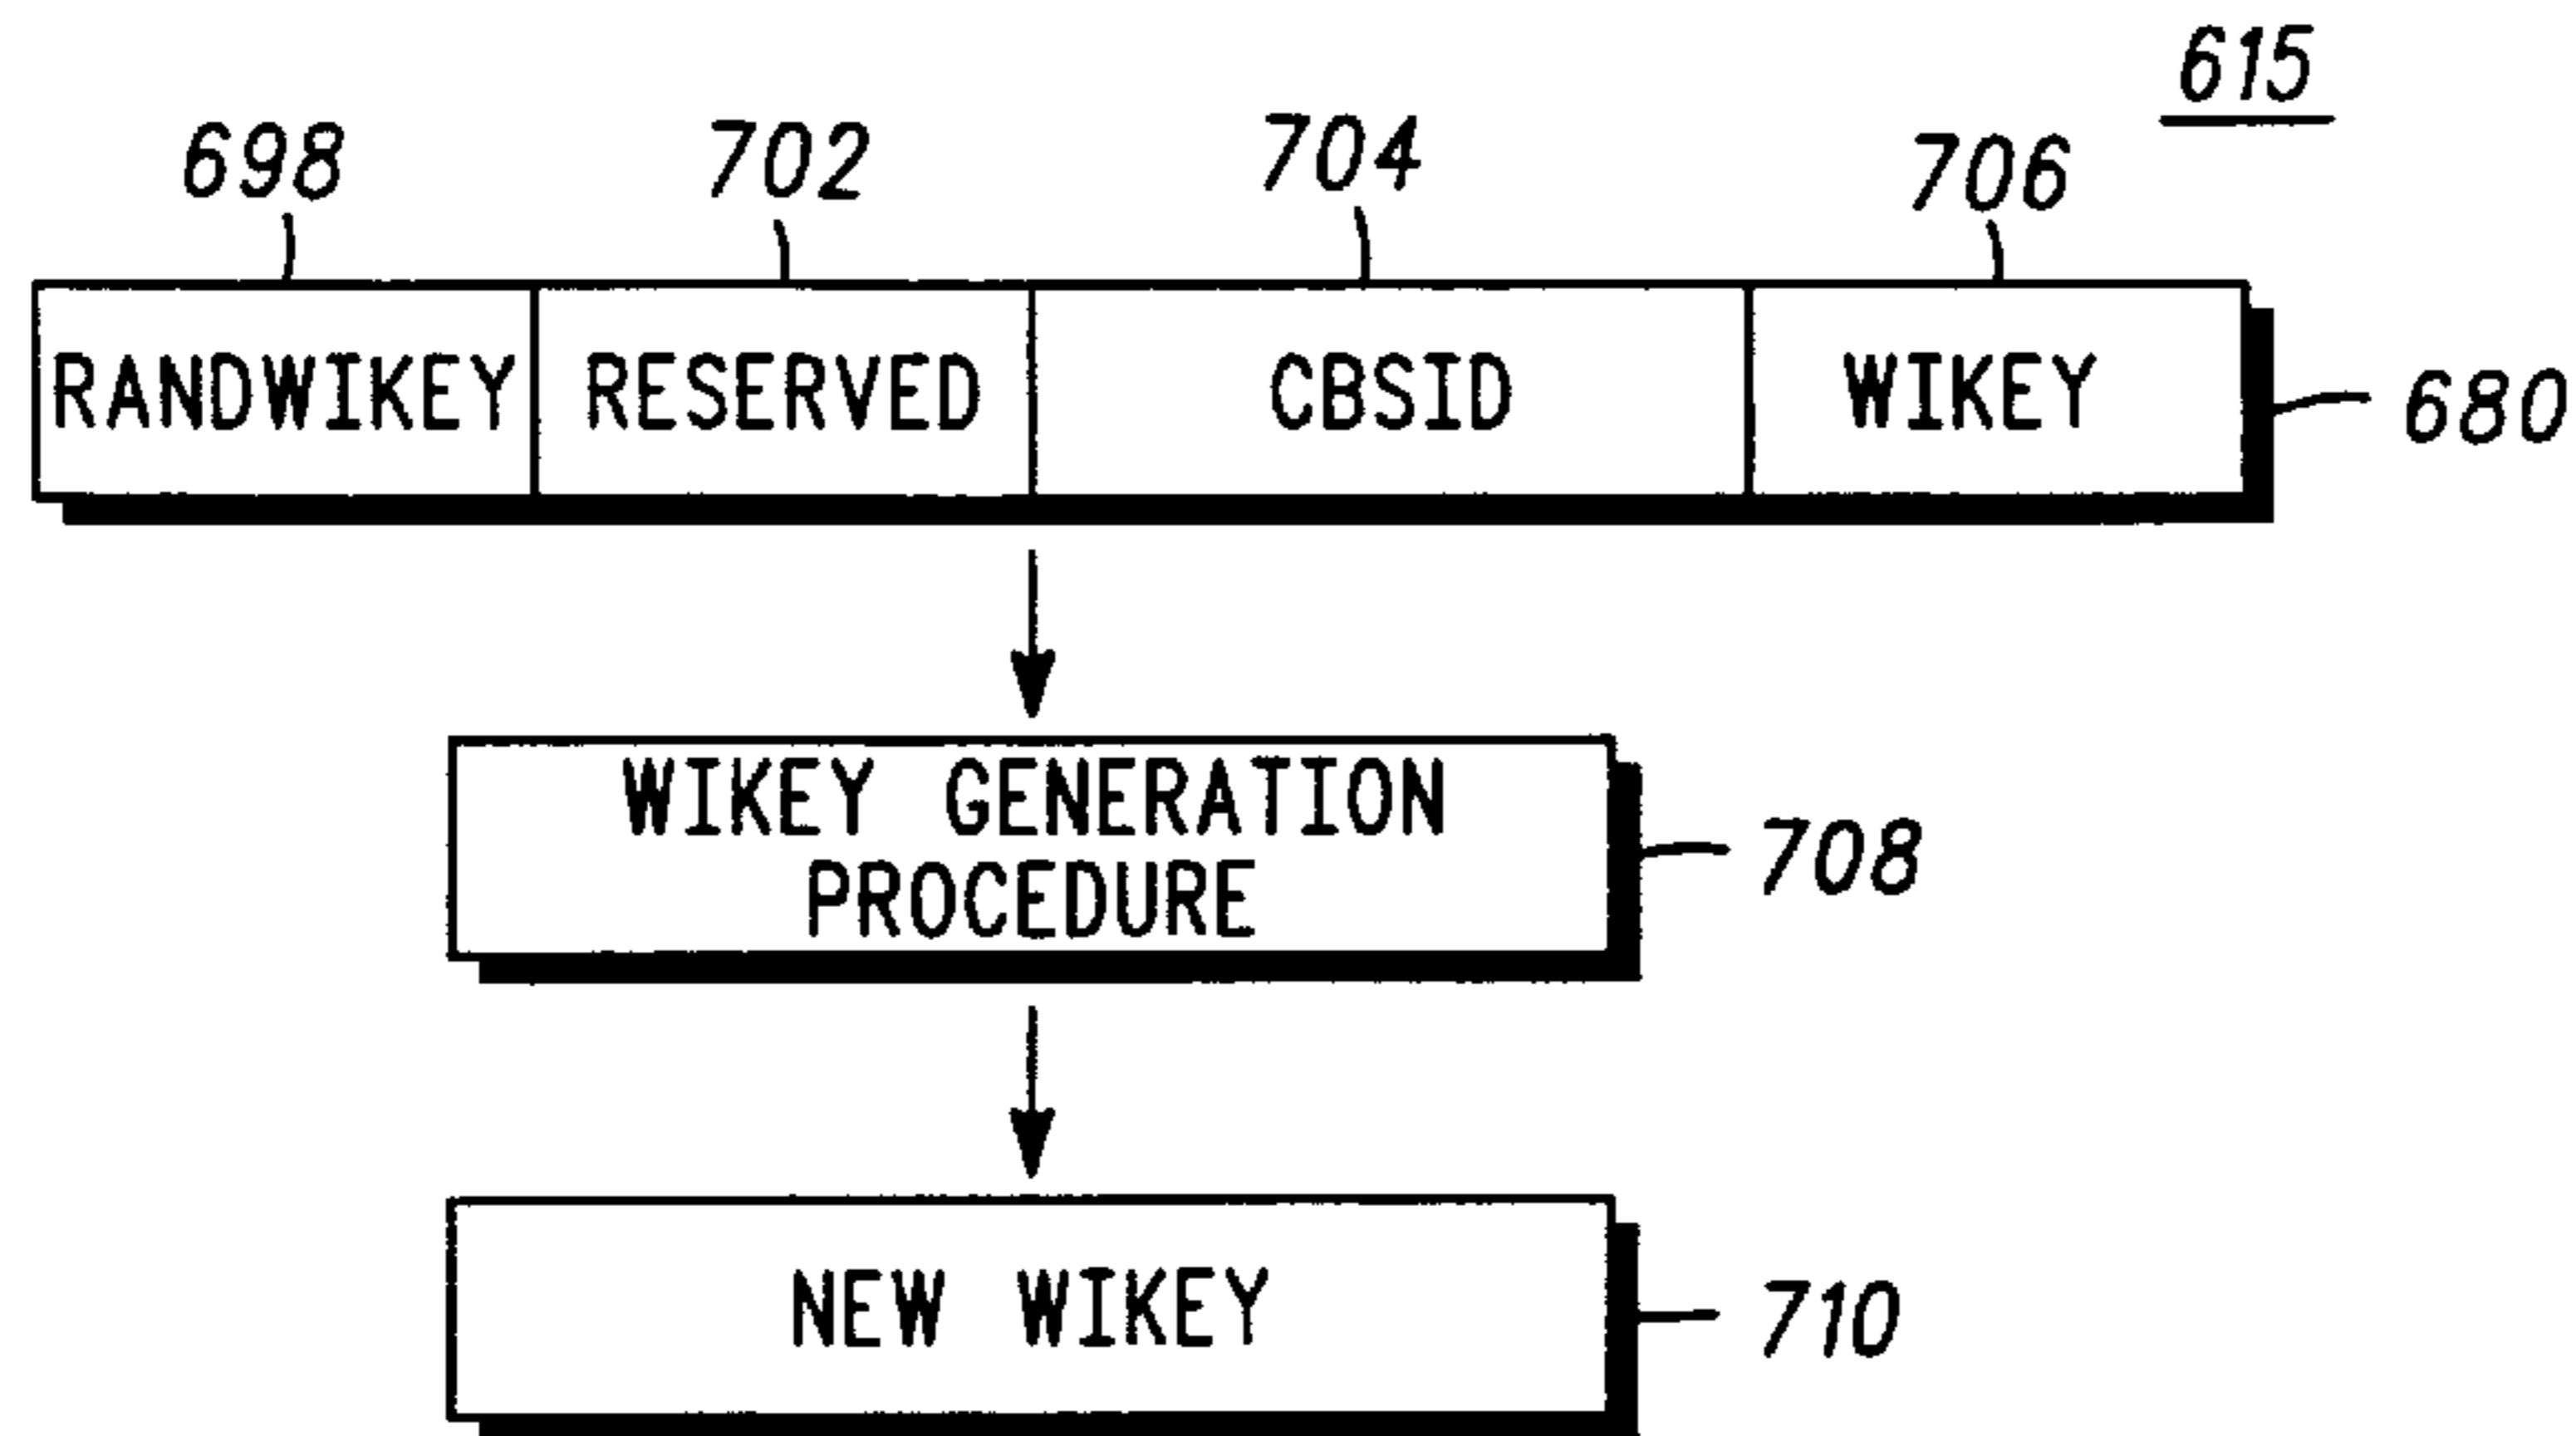 615
698 702 704 706
RANDWIKEY RESERVED CBSID WIKEY 680
WIKEY GENERATION
PROCEDURE
708
NEW WIKEY 710